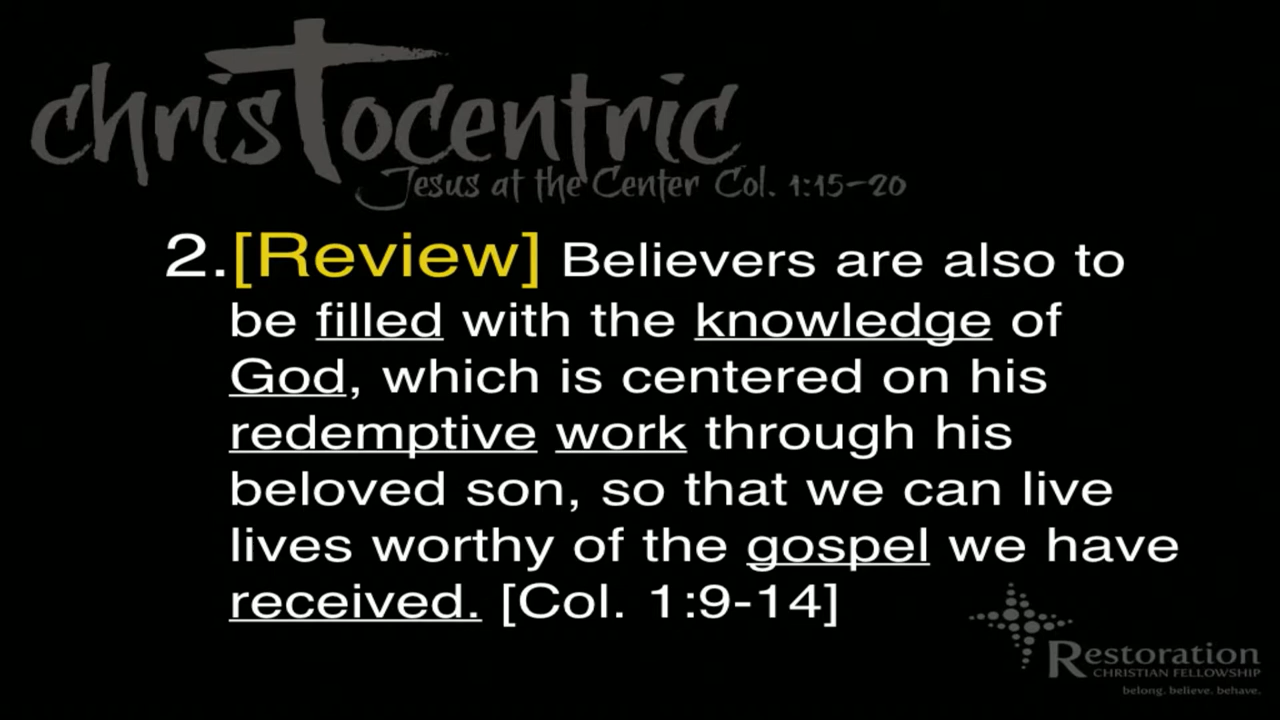 chrisTocentric
Jesus at the Center Col. 1:15-20
2.[Review] Believers are also to
be filled with the knowledge of
God, which is centered on his
redemptive work through his
beloved son, so that we can live
lives worthy of the gospel we have
received. [Col. 1:9-14]
Restoration
CHRISTIAN FELLOWSHIP
belong. believe. behave.